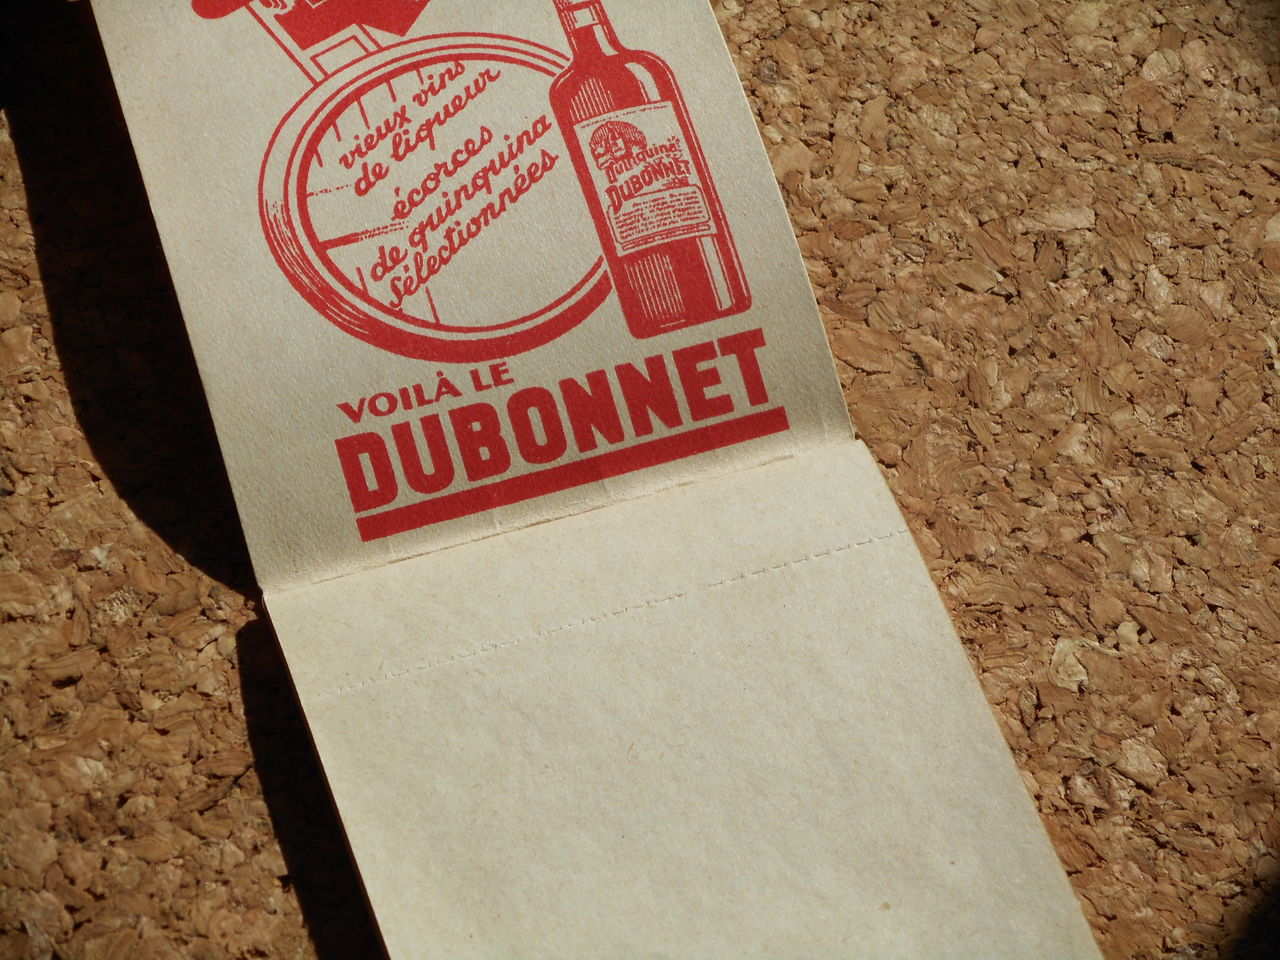 vieux vins
de liqueur
écorces
de quinquina
sélectionnées
Quinquina
DUBONNET
VOILÀ LE
DUBONNET